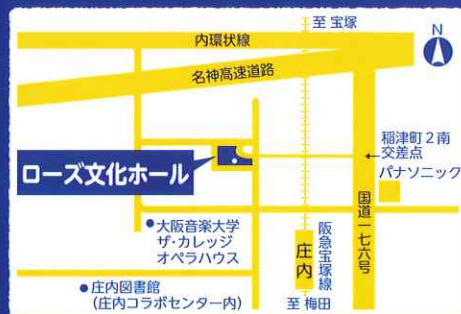 至 宝塚
N
内環状線
名神高速道路
稲津町2南
交差点
パナソニック
ローズ文化ホール
国道一七六号
●大阪音楽大学
ザ・カレッジ
オペラハウス
庄内
阪急宝塚線
●庄内図書館
(庄内コラボセンター内)
至 梅田